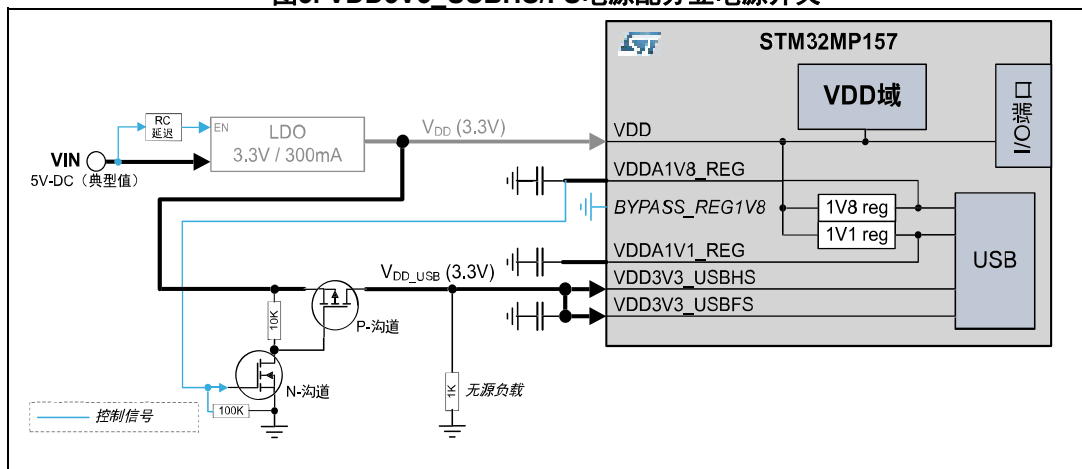 STM32MP157
VDD域
I/O端口
RC
延迟
EN
LDO
3.3V / 300mA
VDD (3.3V)
VDD
VIN
5V-DC（典型值）
VDDA1V8_REG
BYPASS_REG1V8
1V8 reg
1V1 reg
USB
VDDA1V1_REG
VDD_USB (3.3V)
VDD3V3_USBHS
VDD3V3_USBFS
10K
P-沟道
N-沟道
100K
1K
无源负载
控制信号